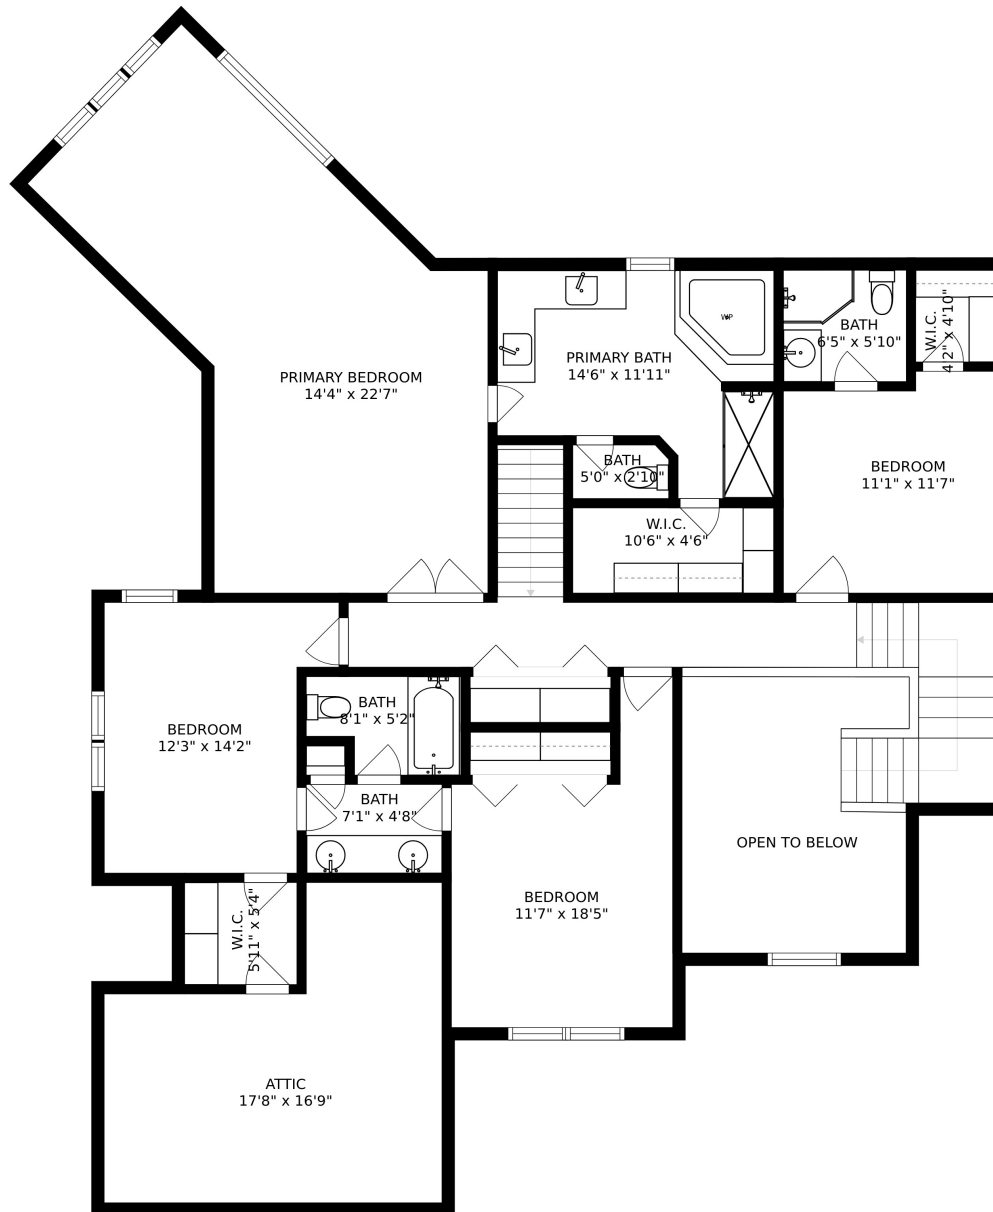 PRIMARY BEDROOM
14'4" x 22'7"
PRIMARY BATH
14'6" x 11'11"
BATH
6'5" x 5'10"
W.I.C.
4'2" x 4'10"
BATH
5'0" x 2'10"
BEDROOM
11'1" x 11'7"
W.I.C.
10'6" x 4'6"
BEDROOM
12'3" x 14'2"
BATH
8'1" x 5'2"
BATH
7'1" x 4'8"
OPEN TO BELOW
BEDROOM
11'7" x 18'5"
W.I.C.
5'11" x 5'4"
ATTIC
17'8" x 16'9"